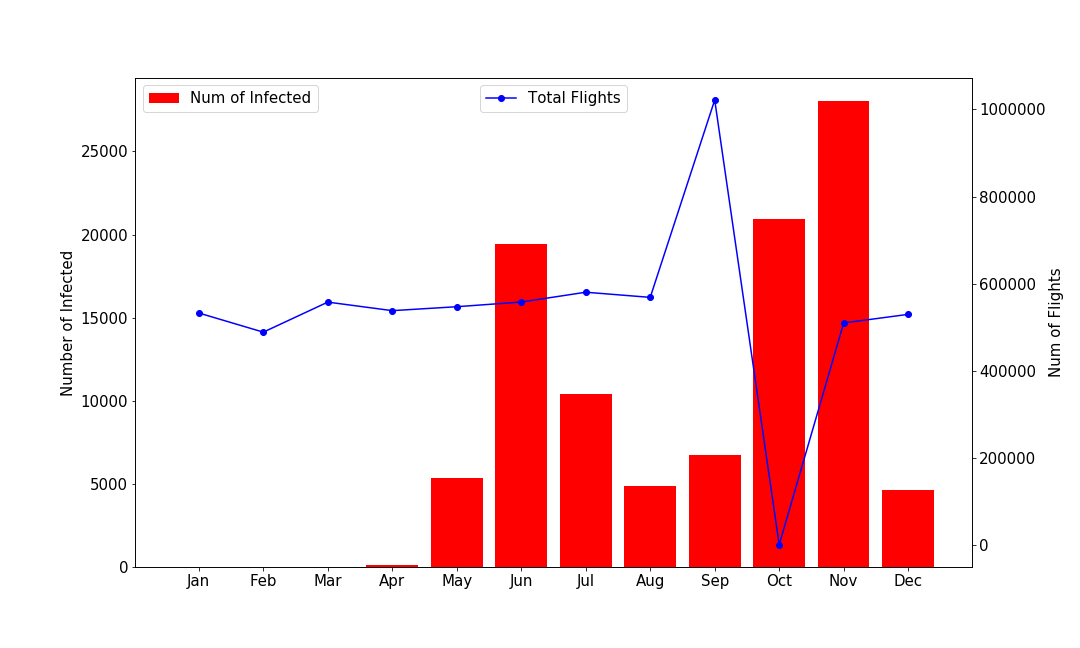 Num of Infected
Total Flights
Number of Infected
25000
20000
15000
10000
5000
0
1000000
800000
600000
400000
200000
0
Num of Flights
Jan Feb Mar Apr May Jun Jul Aug Sep Oct Nov Dec